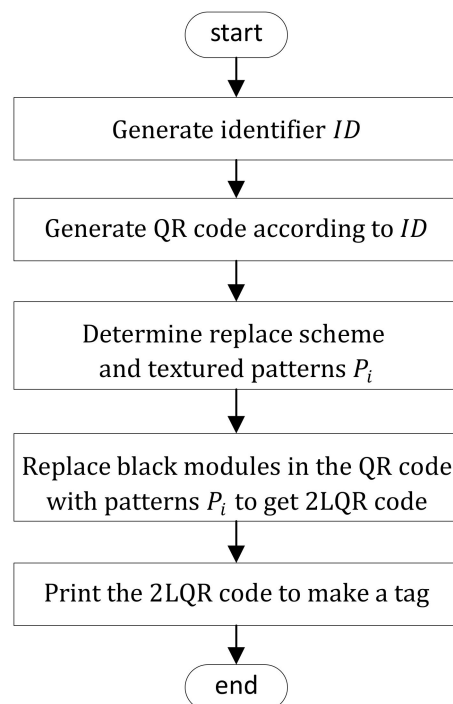 start
Generate identifier ID
Generate QR code according to ID
Determine replace scheme
and textured patterns Pᵢ
Replace black modules in the QR code
with patterns Pᵢ to get 2LQR code
Print the 2LQR code to make a tag
end